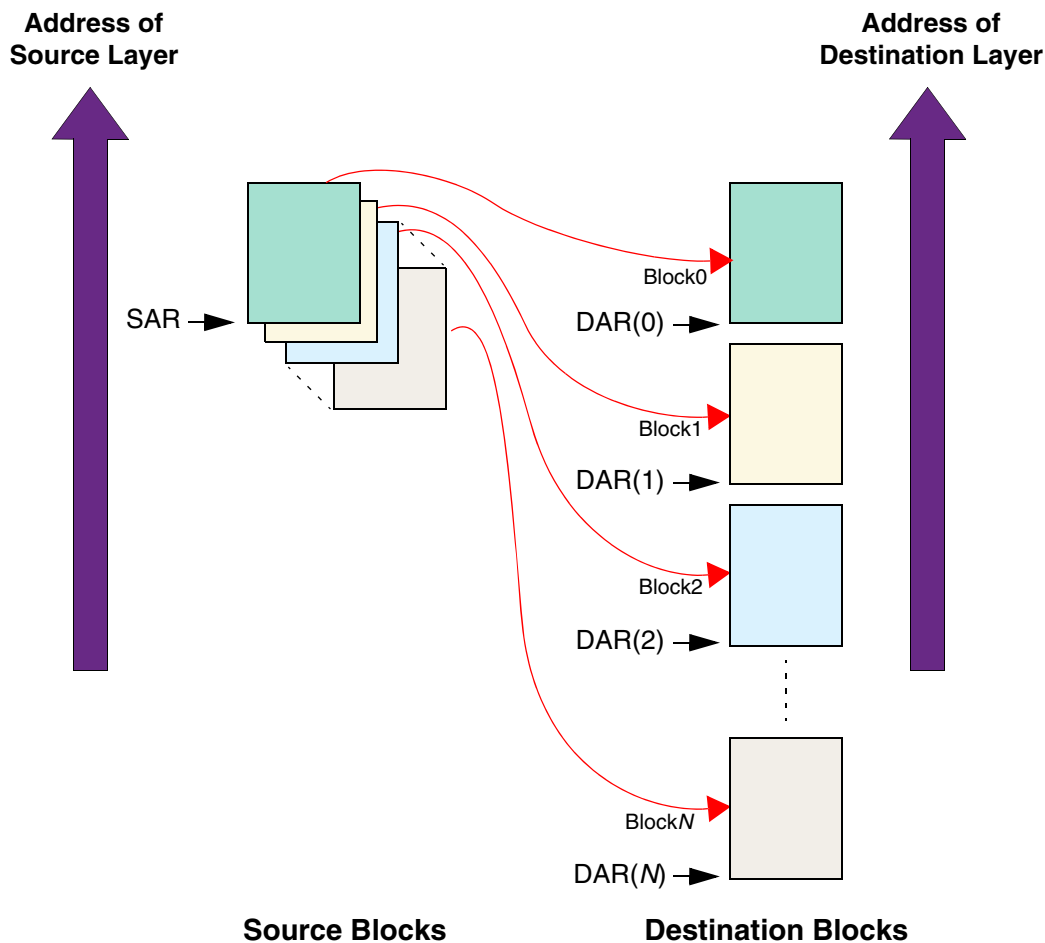 Address of
Source Layer
Address of
Destination Layer
Block0
SAR
DAR(0)
Block1
DAR(1)
Block2
DAR(2)
BlockN
DAR(N)
Source Blocks
Destination Blocks